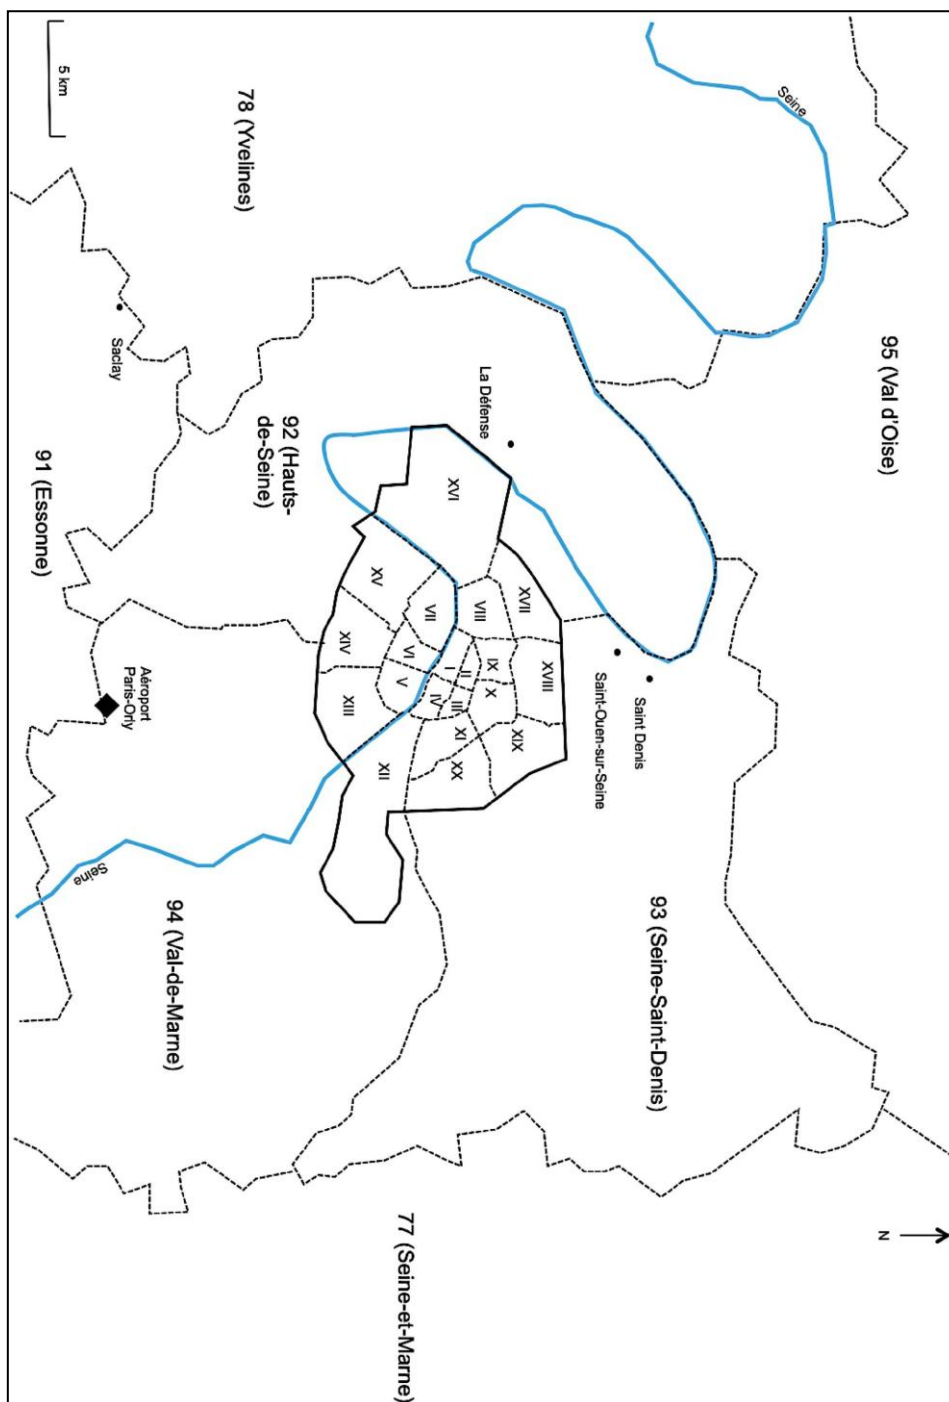 Seine
95 (Val d'Oise)
78 (Yvelines)
5 km
La Défense
Saint Denis
Saint-Ouen-sur-Seine
93 (Seine-Saint-Denis)
92 (Hauts-
de-Seine)
XVI
XVII
XVIII
VIII
IX
X
XIX
XV
VII
I
II
III
XI
XX
VI
IV
V
XIV
XIII
XII
Saclay
91 (Essonne)
Aéroport
Paris-Orly
Seine
94 (Val-de-Marne)
77 (Seine-et-Marne)
N